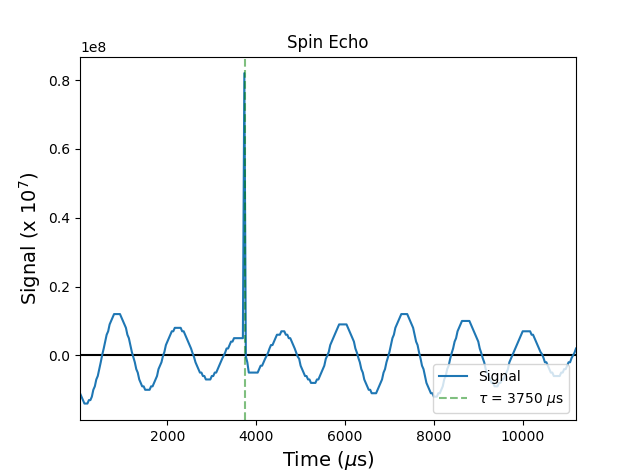 Spin Echo
1e8
Signal (x 10⁷)
0.8
0.6
0.4
0.2
0.0
2000 4000 6000 8000 10000
Time (μs)
Signal
τ = 3750 μs